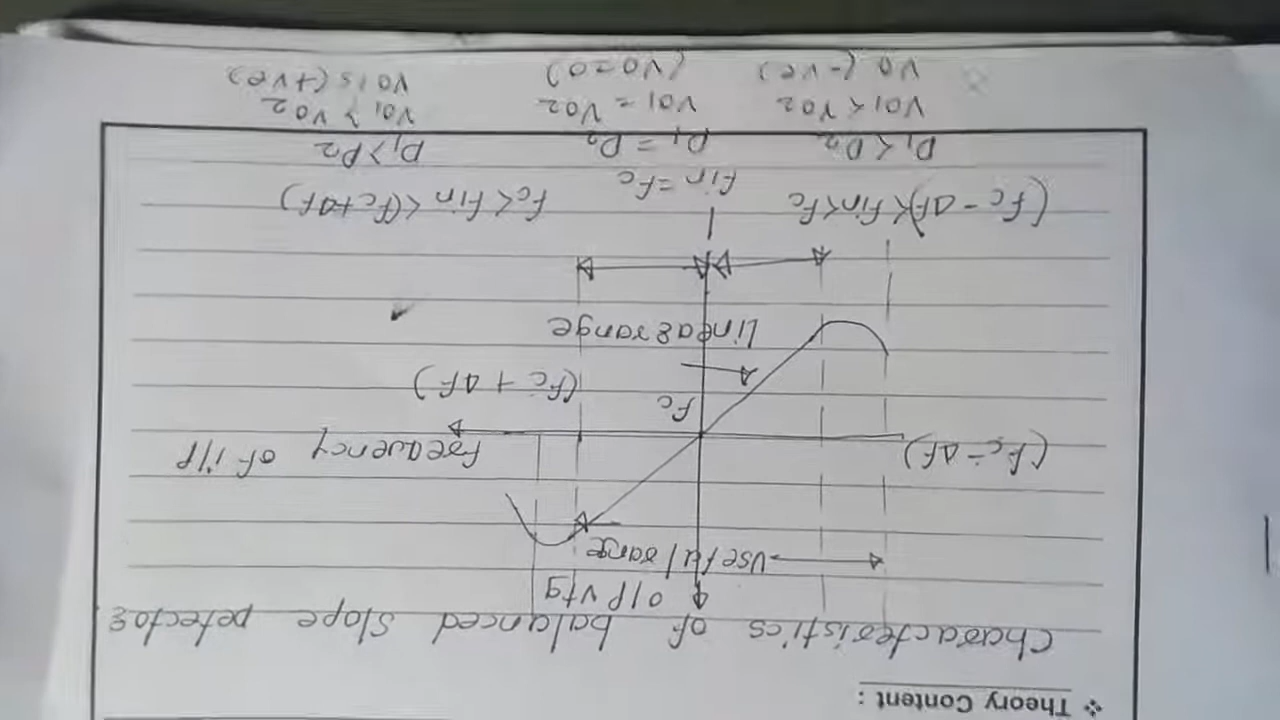 ❖ Theory Content :
Characteristics of balanced slope Detector
O/P vtg
Useful range
(Fc - ΔF)
Frequency of i/p
Fc
(Fc + ΔF)
Linear range
(Fc - ΔF) < Fin < Fc
Fin = Fc
Fc < Fin < (Fc + ΔF)
D1 < D2
D1 = D2
D1 > D2
Vo1 < Vo2
Vo1 = Vo2
Vo1 > Vo2
Vo (-ve)
(Vo = 0)
Vo is (+ve)